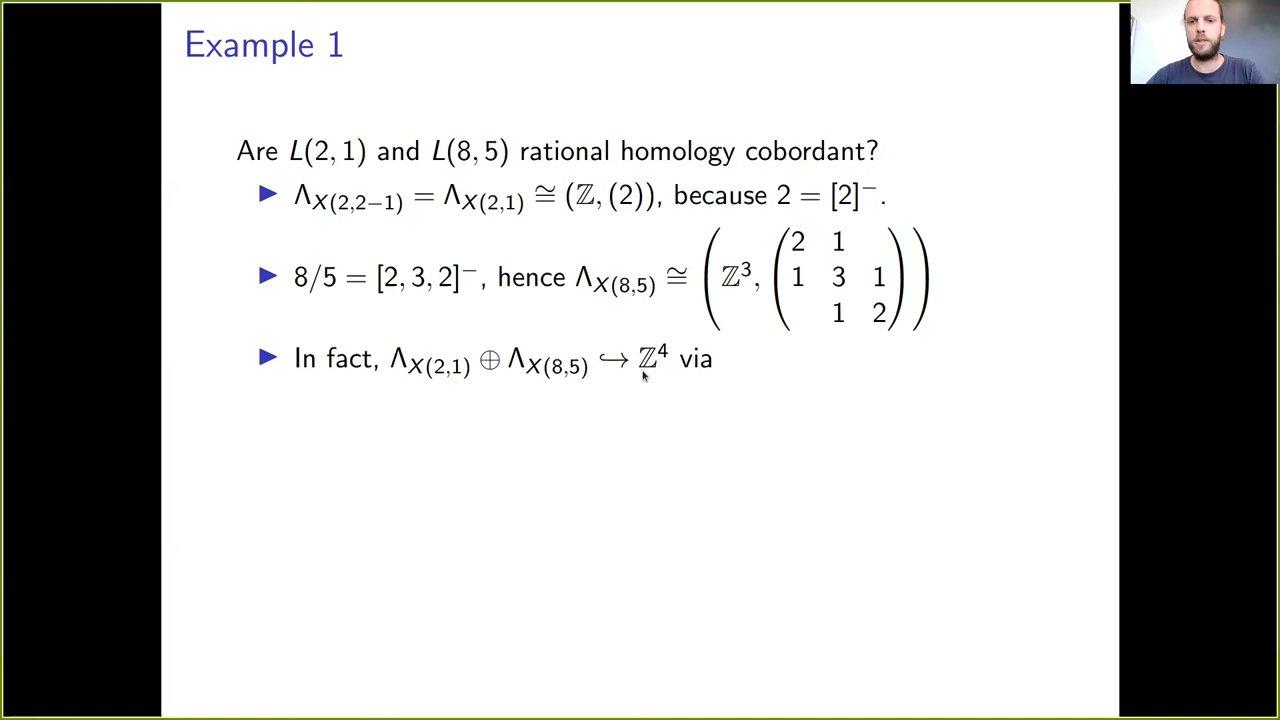 Example 1
Are L(2, 1) and L(8, 5) rational homology cobordant?
▶ Λ_{X(2,2−1)} = Λ_{X(2,1)} ≅ (ℤ, (2)), because 2 = [2]⁻.
▶ 8/5 = [2, 3, 2]⁻, hence Λ_{X(8,5)} ≅ (ℤ³, (2 1 ; 1 3 1 ; 1 2))
▶ In fact, Λ_{X(2,1)} ⊕ Λ_{X(8,5)} ↪ ℤ⁴ via